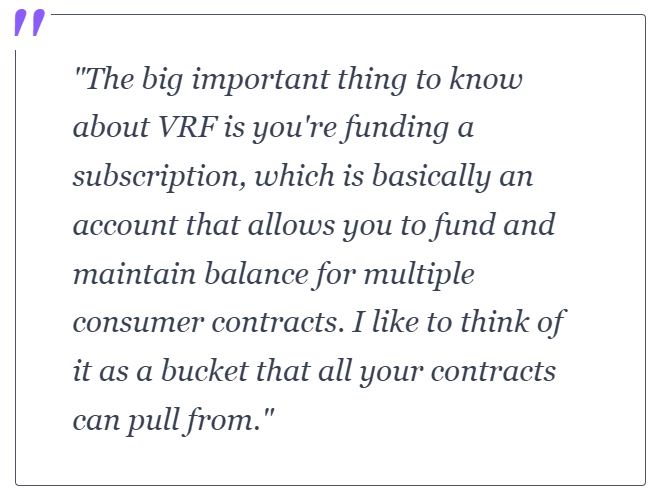 "The big important thing to know
about VRF is you're funding a
subscription, which is basically an
account that allows you to fund and
maintain balance for multiple
consumer contracts. I like to think of
it as a bucket that all your contracts
can pull from."